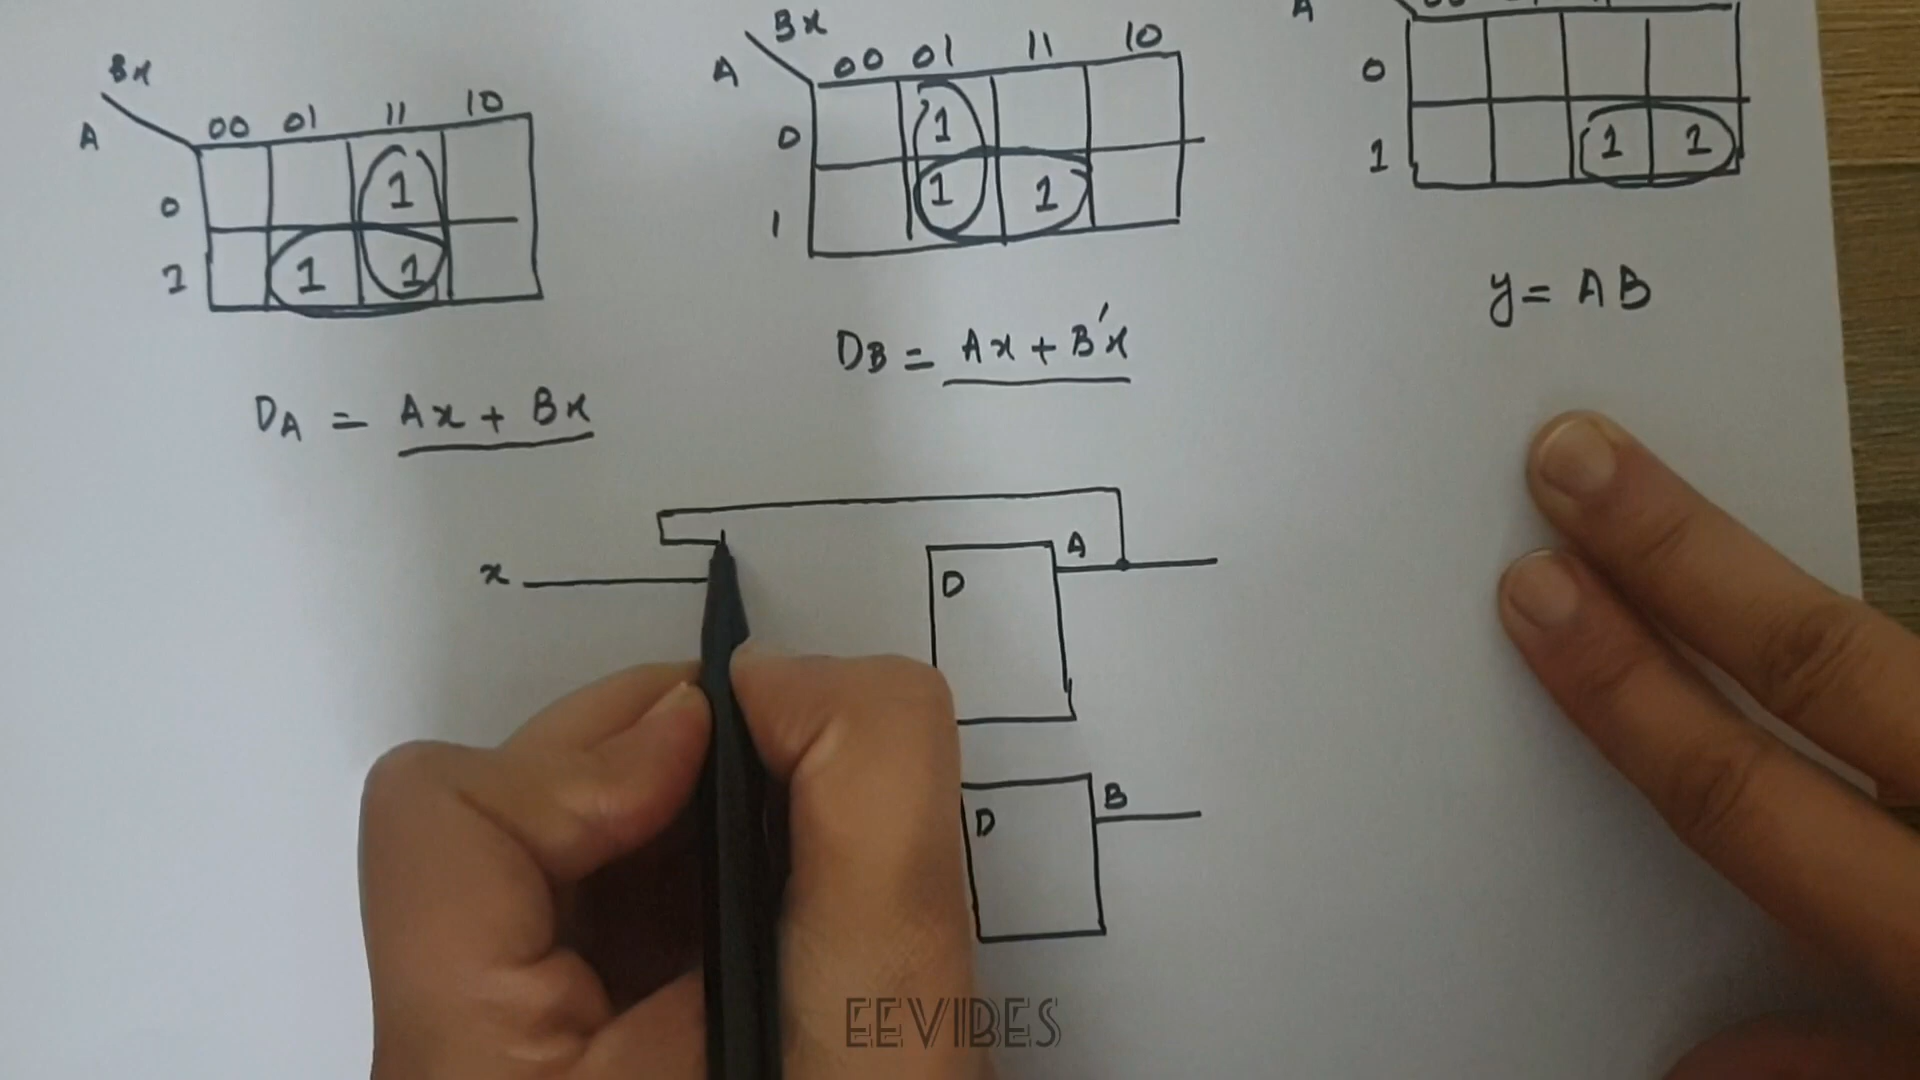 Bx
A
00 01 11 10
0 1
1 1 1
DA = Ax + Bx
Bx
A
00 01 11 10
0 1
1 1 1
DB = Ax + B'x
A
0
1 1 1
y = AB
x
D A
D B
EEVIBES